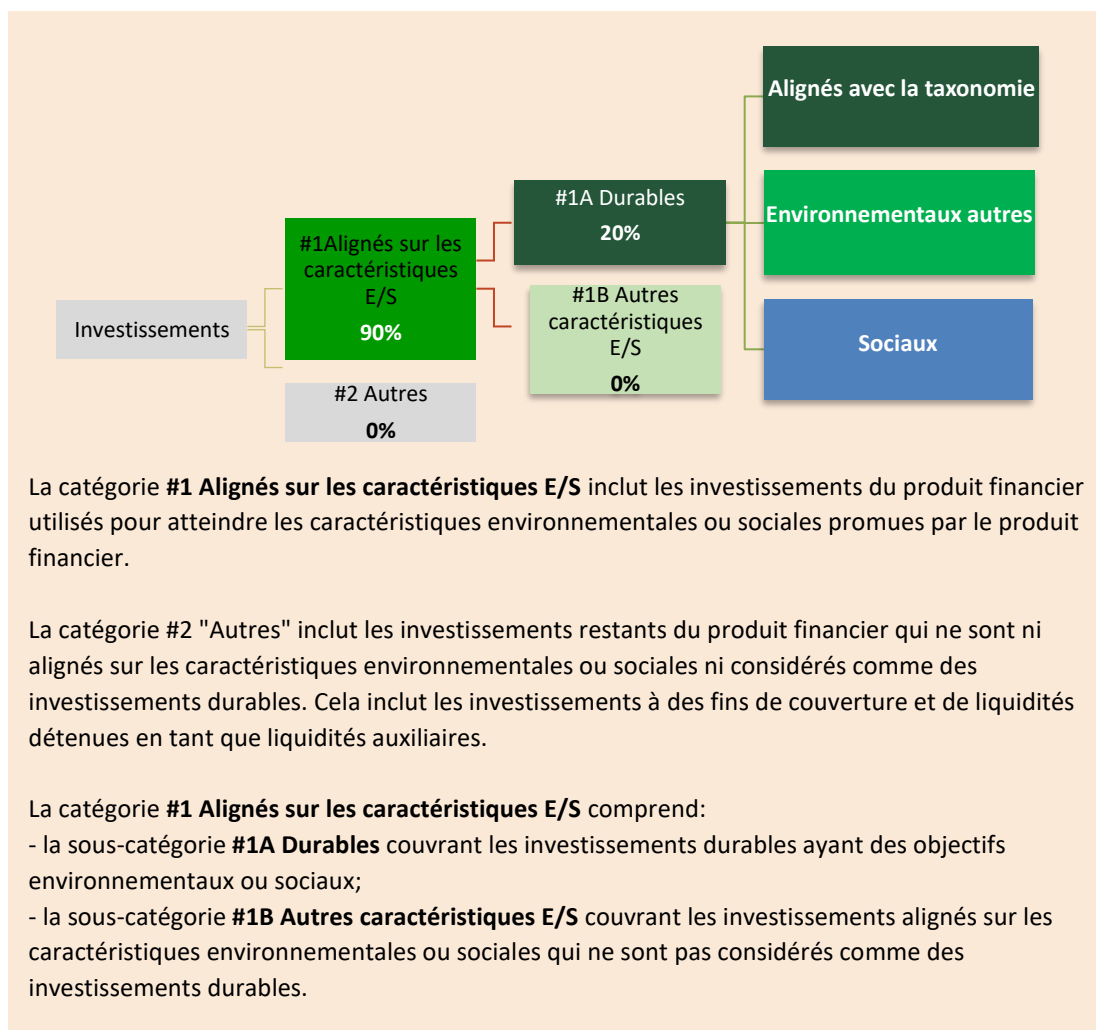 Alignés avec la taxonomie
#1A Durables
20%
Environnementaux autres
#1Alignés sur les
caractéristiques
E/S
90%
#1B Autres
caractéristiques
E/S
0%
Investissements
Sociaux
#2 Autres
0%
La catégorie #1 Alignés sur les caractéristiques E/S inclut les investissements du produit financier
utilisés pour atteindre les caractéristiques environnementales ou sociales promues par le produit
financier.
La catégorie #2 "Autres" inclut les investissements restants du produit financier qui ne sont ni
alignés sur les caractéristiques environnementales ou sociales ni considérés comme des
investissements durables. Cela inclut les investissements à des fins de couverture et de liquidités
détenues en tant que liquidités auxiliaires.
La catégorie #1 Alignés sur les caractéristiques E/S comprend:
- la sous-catégorie #1A Durables couvrant les investissements durables ayant des objectifs
environnementaux ou sociaux;
- la sous-catégorie #1B Autres caractéristiques E/S couvrant les investissements alignés sur les
caractéristiques environnementales ou sociales qui ne sont pas considérés comme des
investissements durables.